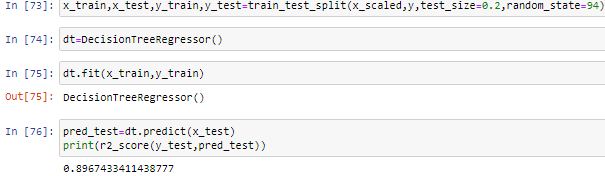 In [73]: x_train,x_test,y_train,y_test=train_test_split(x_scaled,y,test_size=0.2,random_state=94)
In [74]: dt=DecisionTreeRegressor()
In [75]: dt.fit(x_train,y_train)
Out[75]: DecisionTreeRegressor()
In [76]: pred_test=dt.predict(x_test)
print(r2_score(y_test,pred_test))
0.8967433411438777